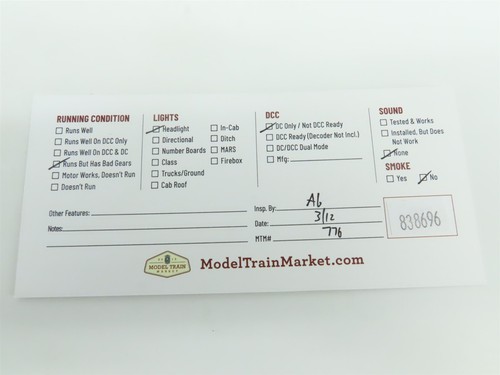 RUNNING CONDITION
Runs Well
Runs Well On DCC Only
Runs Well On DCC & DC
Runs But Has Bad Gears
Motor Works, Doesn't Run
Doesn't Run
LIGHTS
Headlight
Directional
Number Boards
Class
Trucks/Ground
Cab Roof
In-Cab
Ditch
MARS
Firebox
DCC
DC Only / Not DCC Ready
DCC Ready (Decoder Not Incl.)
DC/DCC Dual Mode
Mfg:
SOUND
Tested & Works
Installed, But Does
Not Work
None
SMOKE
Yes No
Other Features:
Notes:
Insp. By: AL
Date: 3/12
MTM# 776
838696
MODEL TRAIN
MARKET
ModelTrainMarket.com